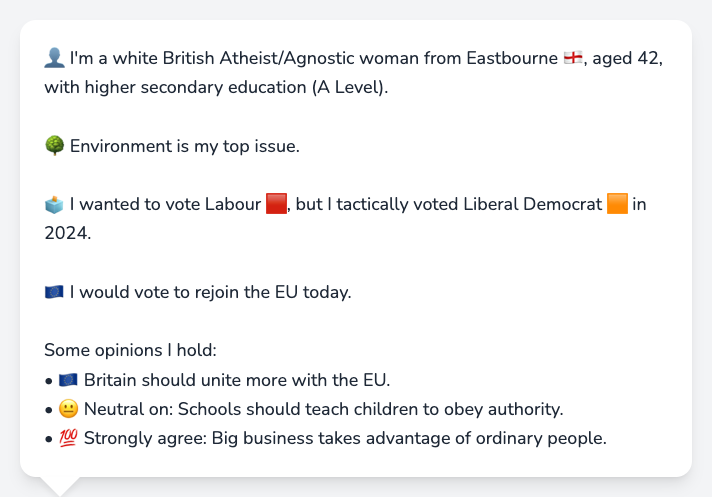 👤 I'm a white British Atheist/Agnostic woman from Eastbourne 🏴󠁧󠁢󠁥󠁮󠁧󠁿, aged 42,
with higher secondary education (A Level).
🌳 Environment is my top issue.
🗳️ I wanted to vote Labour 🟥, but I tactically voted Liberal Democrat 🟧 in
2024.
🇪🇺 I would vote to rejoin the EU today.
Some opinions I hold:
• 🇪🇺 Britain should unite more with the EU.
• 😐 Neutral on: Schools should teach children to obey authority.
• 💯 Strongly agree: Big business takes advantage of ordinary people.